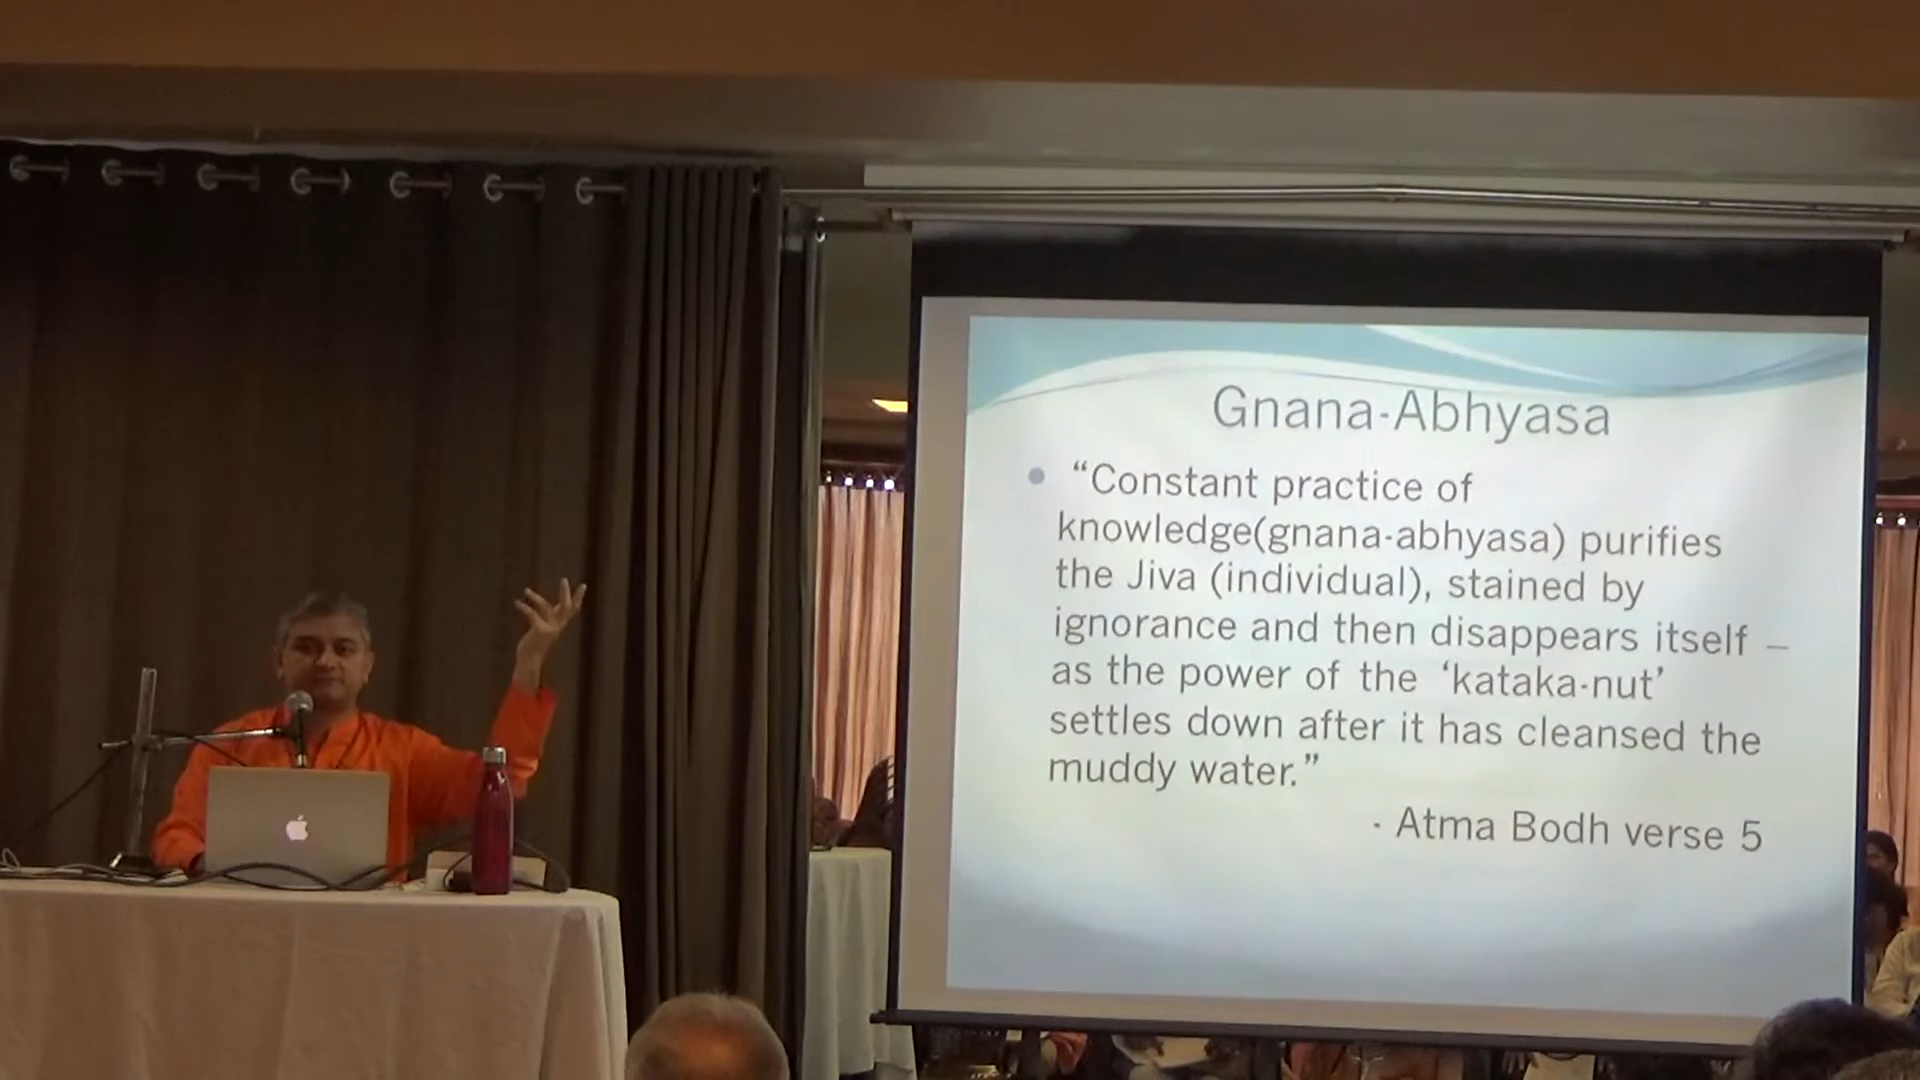 Gnana-Abhyasa
“Constant practice of
knowledge(gnana-abhyasa) purifies
the Jiva (individual), stained by
ignorance and then disappears itself –
as the power of the ‘kataka-nut’
settles down after it has cleansed the
muddy water.”
- Atma Bodh verse 5